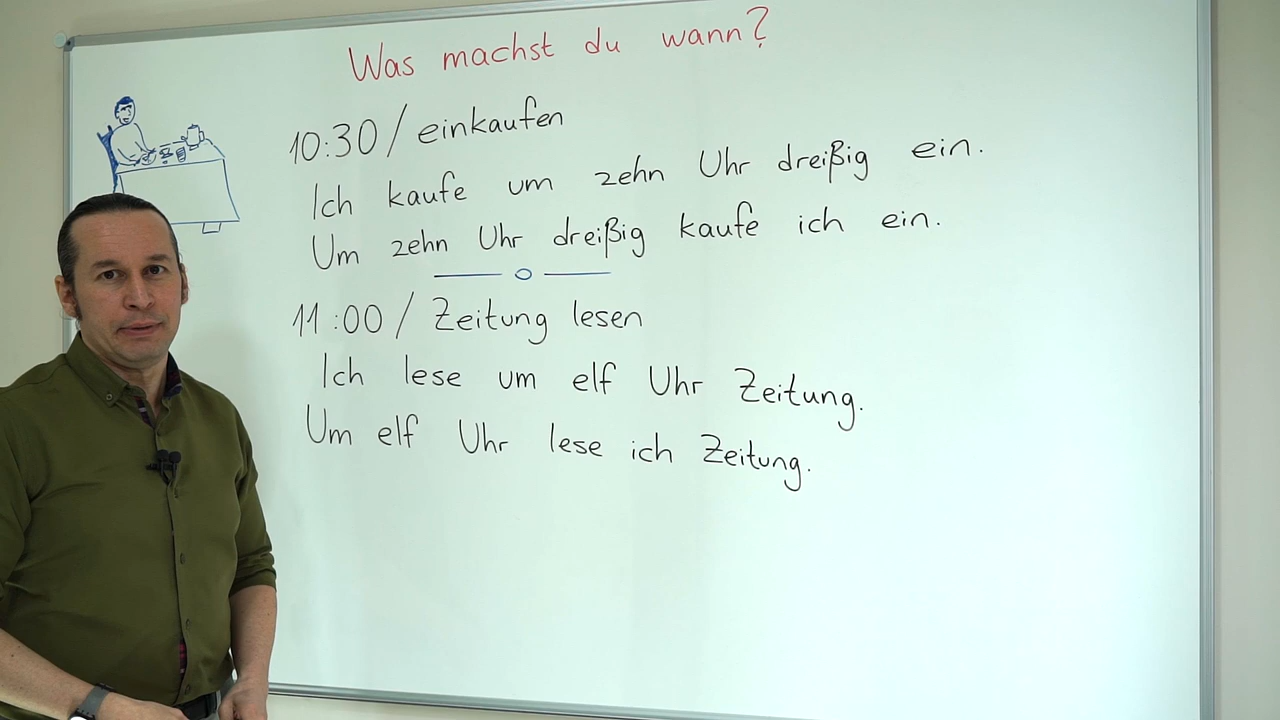 Was machst du wann?
10:30 / einkaufen
Ich kaufe um zehn Uhr dreißig ein.
Um zehn Uhr dreißig kaufe ich ein.
11:00 / Zeitung lesen
Ich lese um elf Uhr Zeitung.
Um elf Uhr lese ich Zeitung.